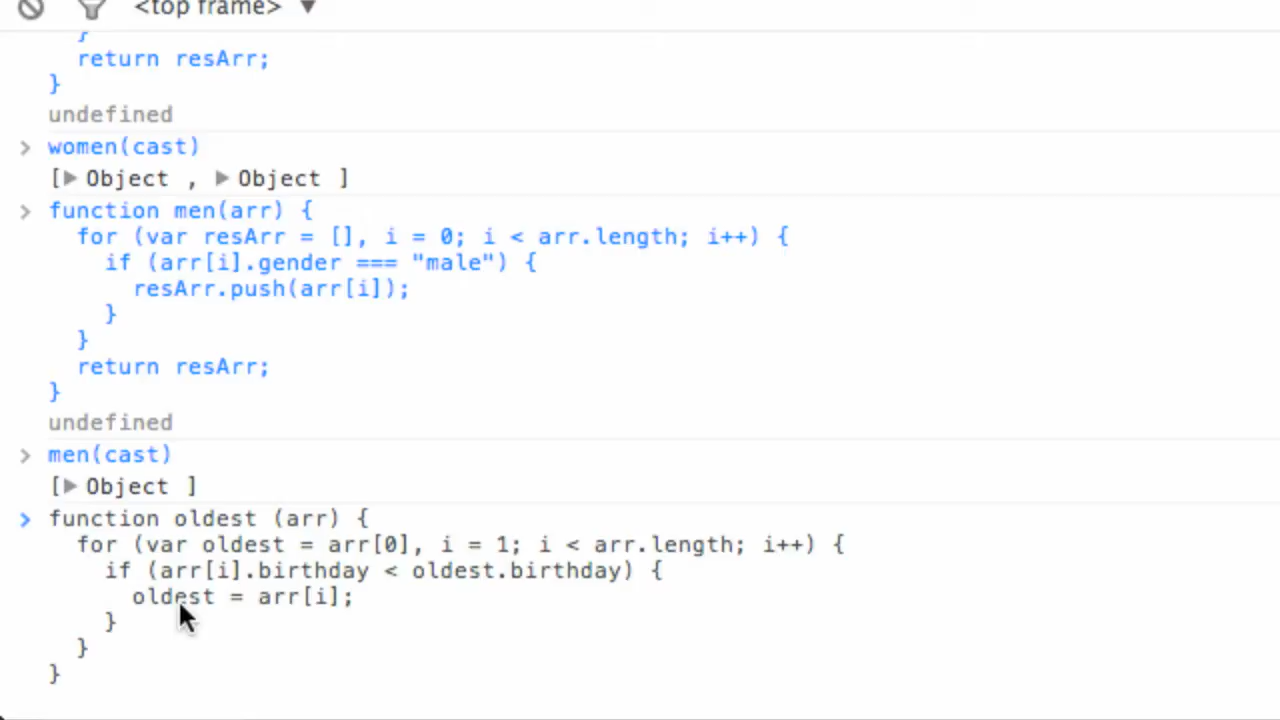 <top frame> ▼
}
return resArr;
}
undefined
> women(cast)
[▶Object , ▶Object ]
> function men(arr) {
for (var resArr = [], i = 0; i < arr.length; i++) {
if (arr[i].gender === "male") {
resArr.push(arr[i]);
}
}
return resArr;
}
undefined
> men(cast)
[▶Object ]
> function oldest (arr) {
for (var oldest = arr[0], i = 1; i < arr.length; i++) {
if (arr[i].birthday < oldest.birthday) {
oldest = arr[i];
}
}
}